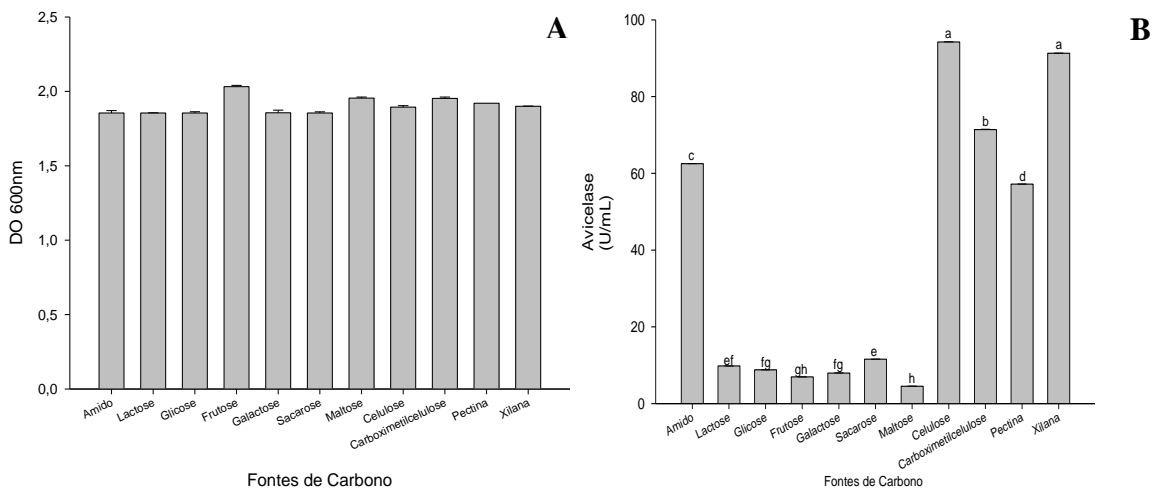 A
2,5
2,0
1,5
1,0
0,5
0,0
DO 600nm
Amido
Lactose
Glicose
Frutose
Galactose
Sacarose
Maltose
Celulose
Carboximetilcelulose
Pectina
Xilana
Fontes de Carbono
B
100
80
60
40
20
0
Avicelase
(U/mL)
c
ef
fg
gh
fg
e
h
a
b
d
a
Amido
Lactose
Glicose
Frutose
Galactose
Sacarose
Maltose
Celulose
Carboximetilcelulose
Pectina
Xilana
Fontes de Carbono